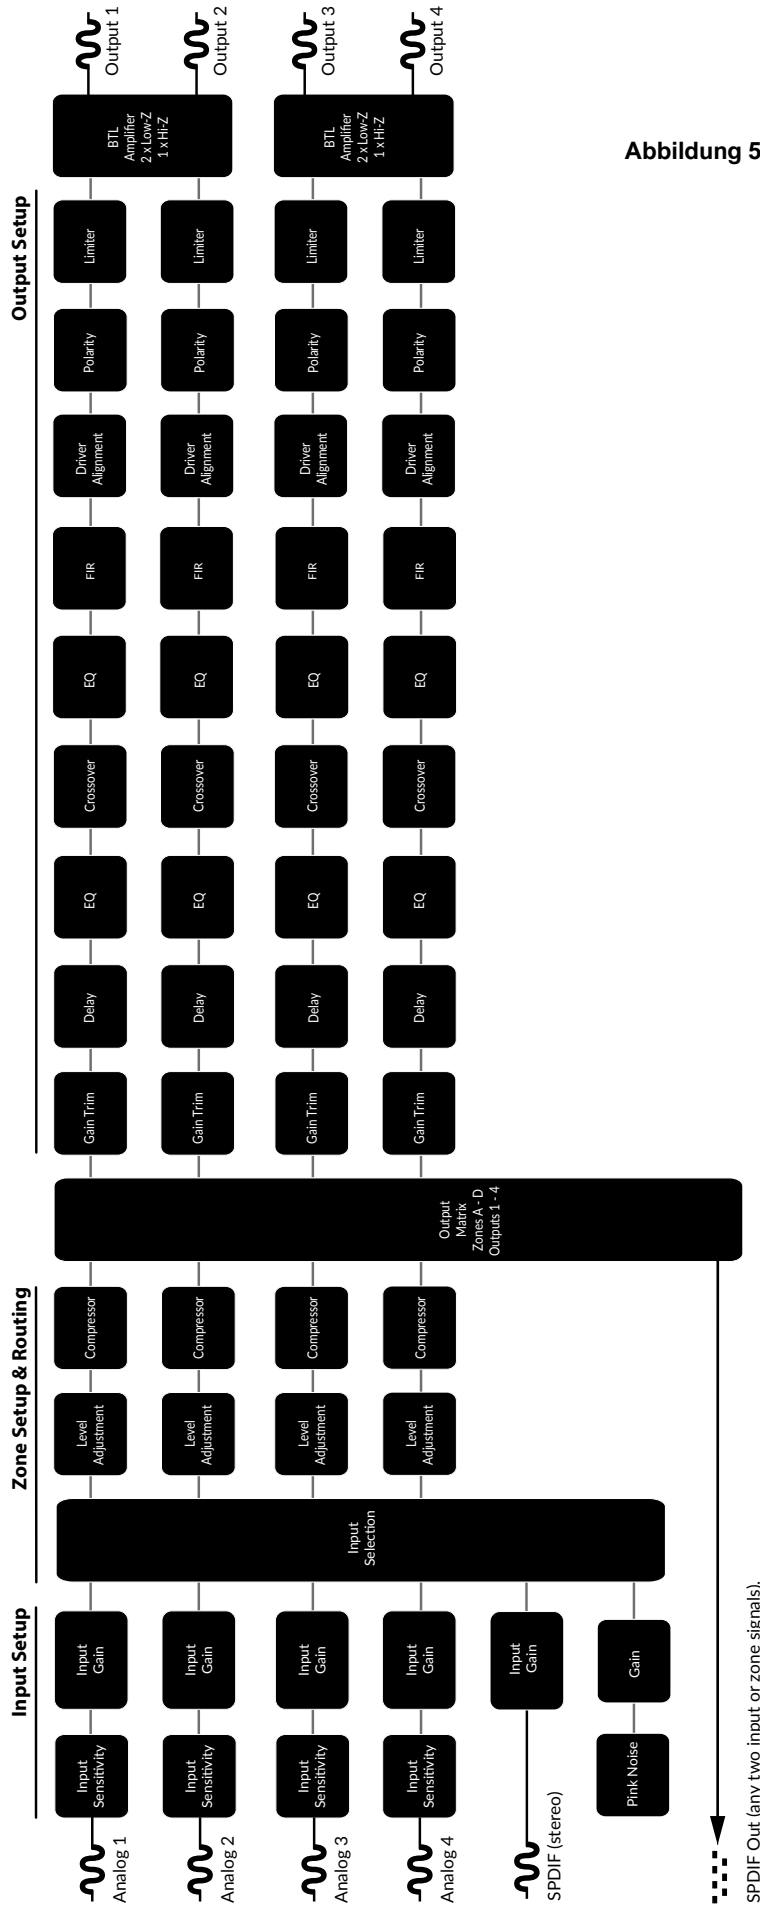 Abbildung 5
Input Setup
Zone Setup & Routing
Output Setup
Analog 1
Input
Sensitivity
Input
Gain
Analog 2
Input
Sensitivity
Input
Gain
Analog 3
Input
Sensitivity
Input
Gain
Analog 4
Input
Sensitivity
Input
Gain
SPDIF (stereo)
Input
Gain
Pink Noise
Gain
Input
Selection
Level
Adjustment
Compressor
Level
Adjustment
Compressor
Level
Adjustment
Compressor
Level
Adjustment
Compressor
Output
Matrix
Zones A - D
Outputs 1 - 4
Gain Trim
Delay
EQ
Crossover
EQ
FIR
Driver
Alignment
Polarity
Limiter
Gain Trim
Delay
EQ
Crossover
EQ
FIR
Driver
Alignment
Polarity
Limiter
Gain Trim
Delay
EQ
Crossover
EQ
FIR
Driver
Alignment
Polarity
Limiter
Gain Trim
Delay
EQ
Crossover
EQ
FIR
Driver
Alignment
Polarity
Limiter
BTL
Amplifier
2 x Low-Z
1 x Hi-Z
BTL
Amplifier
2 x Low-Z
1 x Hi-Z
Output 1
Output 2
Output 3
Output 4
SPDIF Out (any two input or zone signals).